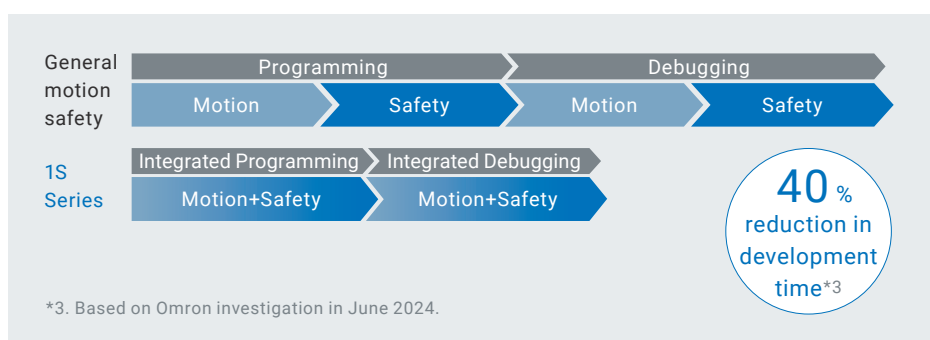 General
motion
safety
Programming
Debugging
Motion
Safety
Motion
Safety
1S
Series
Integrated Programming
Integrated Debugging
Motion+Safety
Motion+Safety
40 %
reduction in
development
time*3
*3. Based on Omron investigation in June 2024.